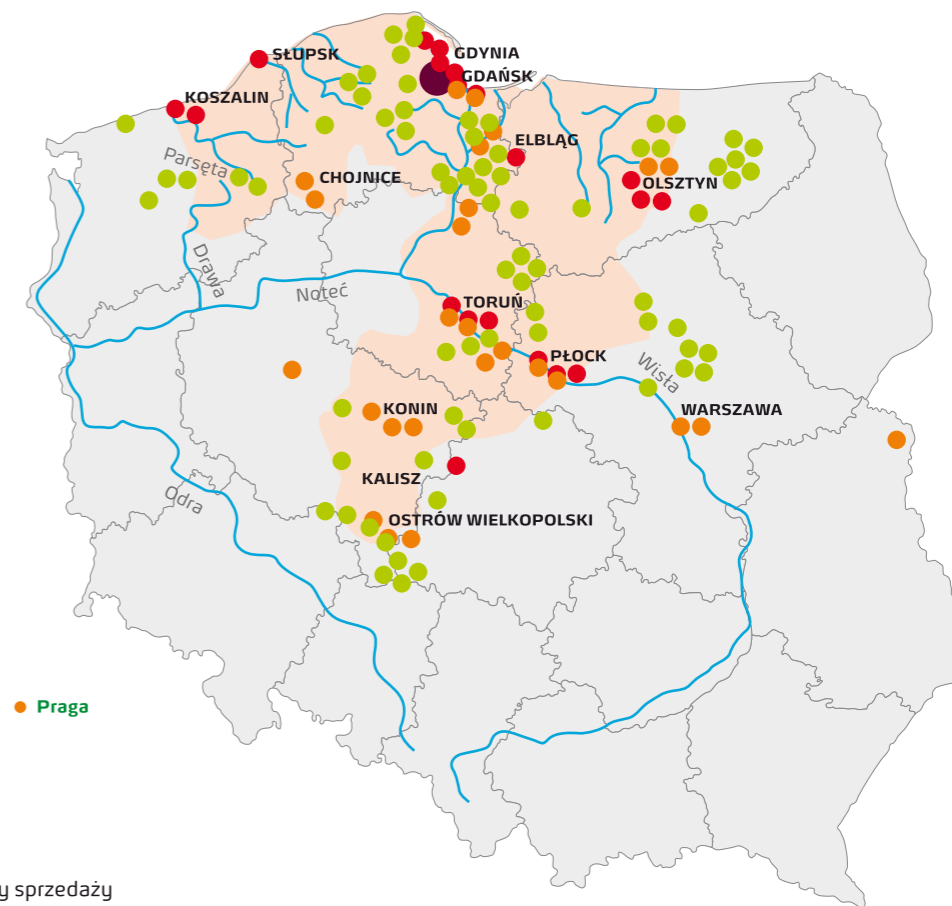 GDYNIA
SŁUPSK
GDAŃSK
KOSZALIN
ELBLĄG
Parsęta
CHOJNICE
OLSZTYN
Drawa
Noteć
TORUŃ
PŁOCK
Wisła
KONIN
WARSZAWA
KALISZ
Odra
OSTRÓW WIELKOPOLSKI
Praga
y sprzedaży